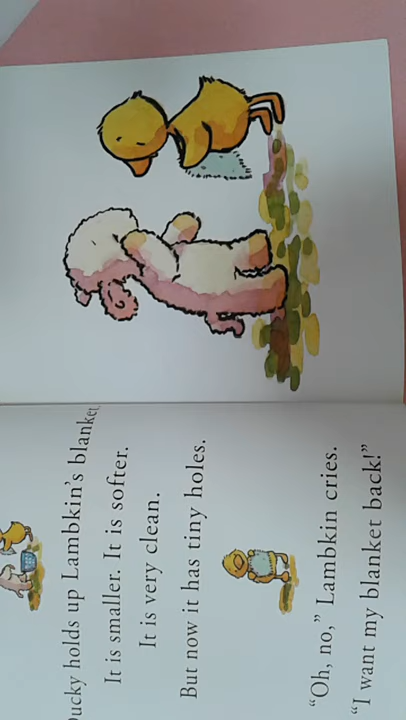 Ducky holds up Lambkin's blanket.
It is smaller. It is softer.
It is very clean.
But now it has tiny holes.
"Oh, no," Lambkin cries.
"I want my blanket back!"